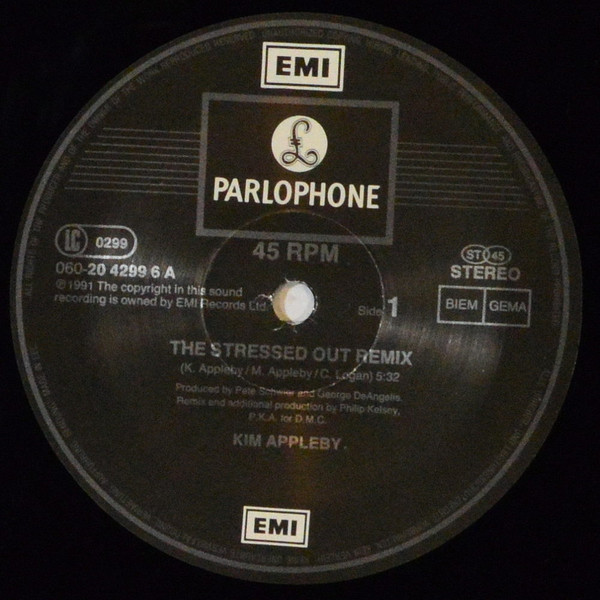 EMI
£
PARLOPHONE
45 RPM
LC 0299
060-20 4299 6 A
℗1991 The copyright in this sound
recording is owned by EMI Records Ltd.
ST 45
STEREO
BIEM GEMA
Side 1
THE STRESSED OUT REMIX
(K. Appleby/M. Appleby/C. Logan) 5:32
Produced by Pete Schwier and George DeAngelis.
Remix and additional production by Philip Kelsey,
P.K.A. for D.M.C.
KIM APPLEBY.
EMI